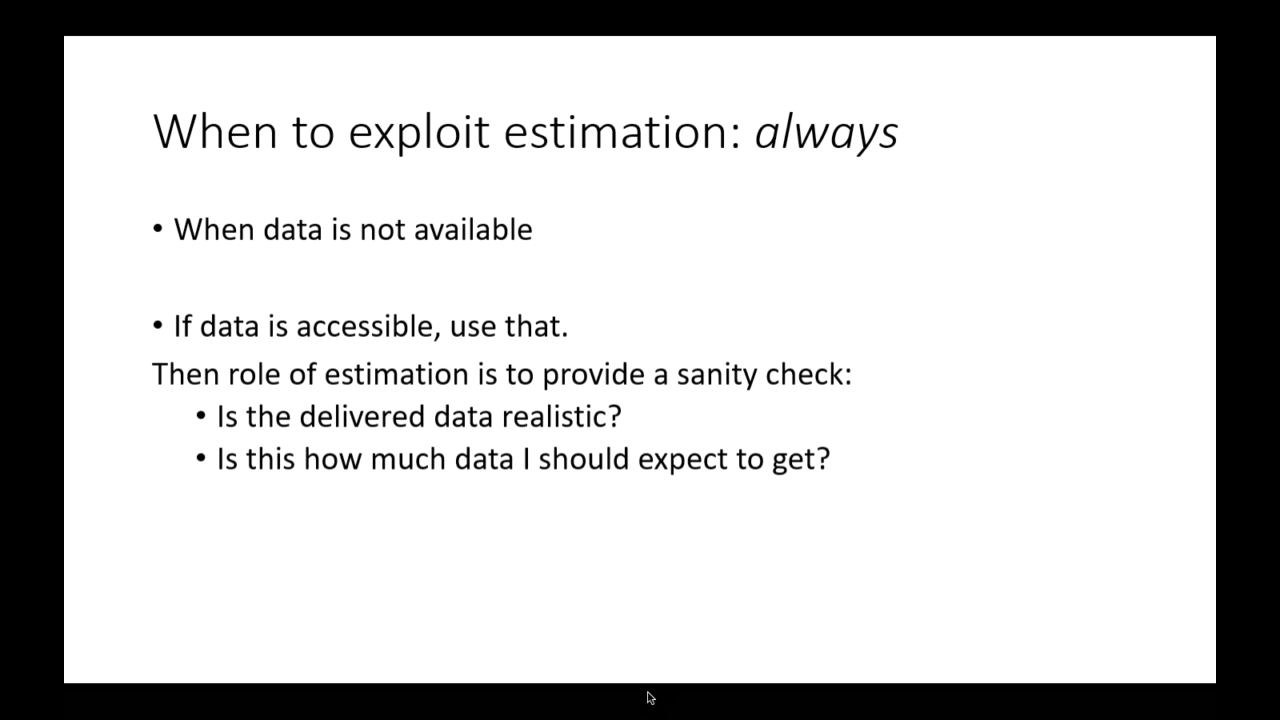 When to exploit estimation: always
• When data is not available
• If data is accessible, use that.
Then role of estimation is to provide a sanity check:
• Is the delivered data realistic?
• Is this how much data I should expect to get?